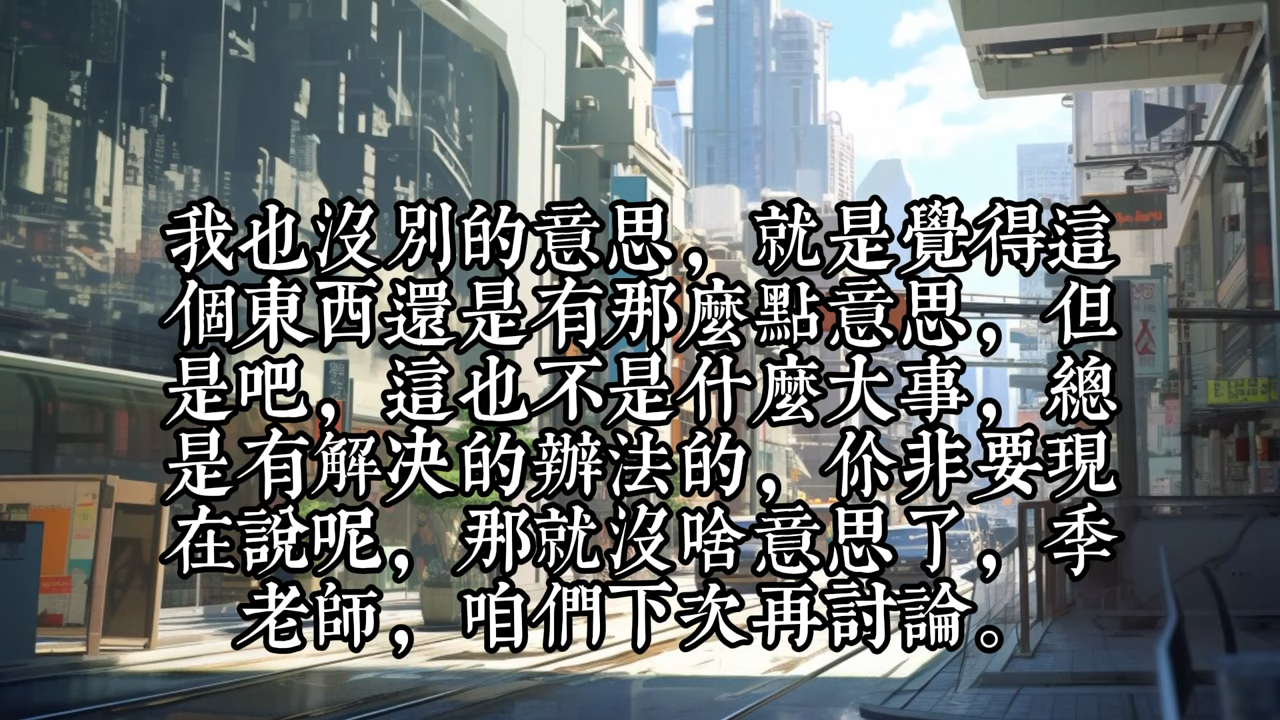 我也沒別的意思，就是覺得這
個東西還是有那麼點意思，但
是吧，這也不是什麼大事，總
是有解决的辦法的，你非要現
在說呢，那就沒啥意思了，季
老師，咱們下次再討論。